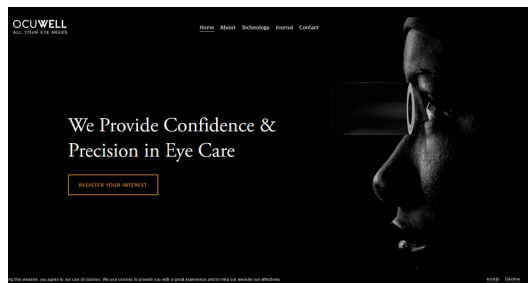 OCUWELL
ALL YOUR EYE NEEDS
Home About Technology Journal Contact
We Provide Confidence &
Precision in Eye Care
REGISTER YOUR INTEREST
ng this website, you agree to our use of cookies. We use cookies to provide you with a great experience and to help our website run effectively
Accept Decline